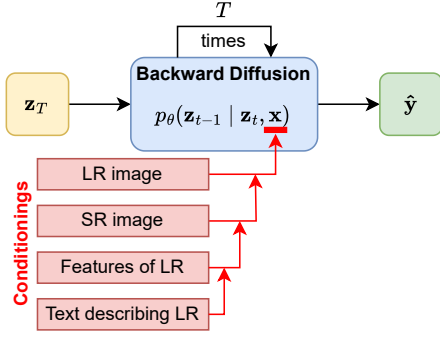 T
times
Backward Diffusion
z_T
p_θ(z_{t−1} | z_t, x)
ŷ
Conditionings
LR image
SR image
Features of LR
Text describing LR